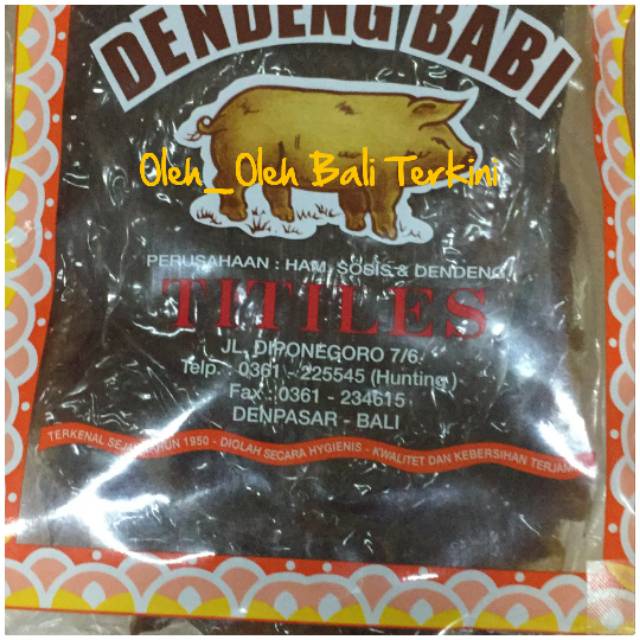 DENDENG BABI
Oleh_Oleh Bali Terkini
PERUSAHAAN : HAM, SOSIS & DENDENG
TITILES
JL. DIPONEGORO 7/6
Telp. : 0361 - 225545 (Hunting)
Fax : 0361 - 234615
DENPASAR - BALI
TERKENAL SEJAK TAHUN 1950 - DIOLAH SECARA HYGIENIS - KWALITET DAN KEBERSIHAN TERJAMIN